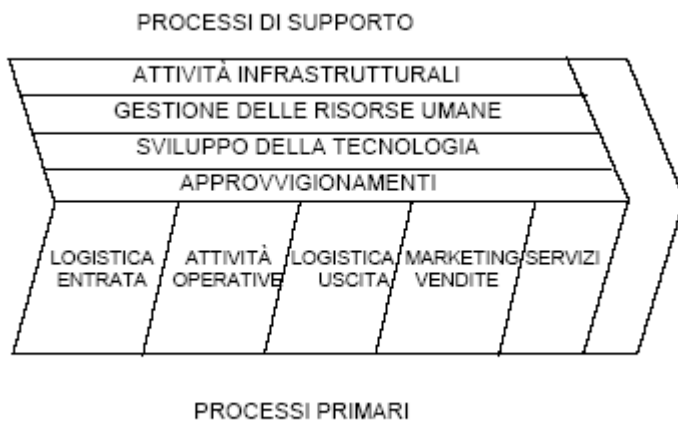 PROCESSI DI SUPPORTO
ATTIVITÀ INFRASTRUTTURALI
GESTIONE DELLE RISORSE UMANE
SVILUPPO DELLA TECNOLOGIA
APPROVVIGIONAMENTI
LOGISTICA
ENTRATA
ATTIVITÀ
OPERATIVE
LOGISTICA
USCITA
MARKETING
VENDITE
SERVIZI
PROCESSI PRIMARI